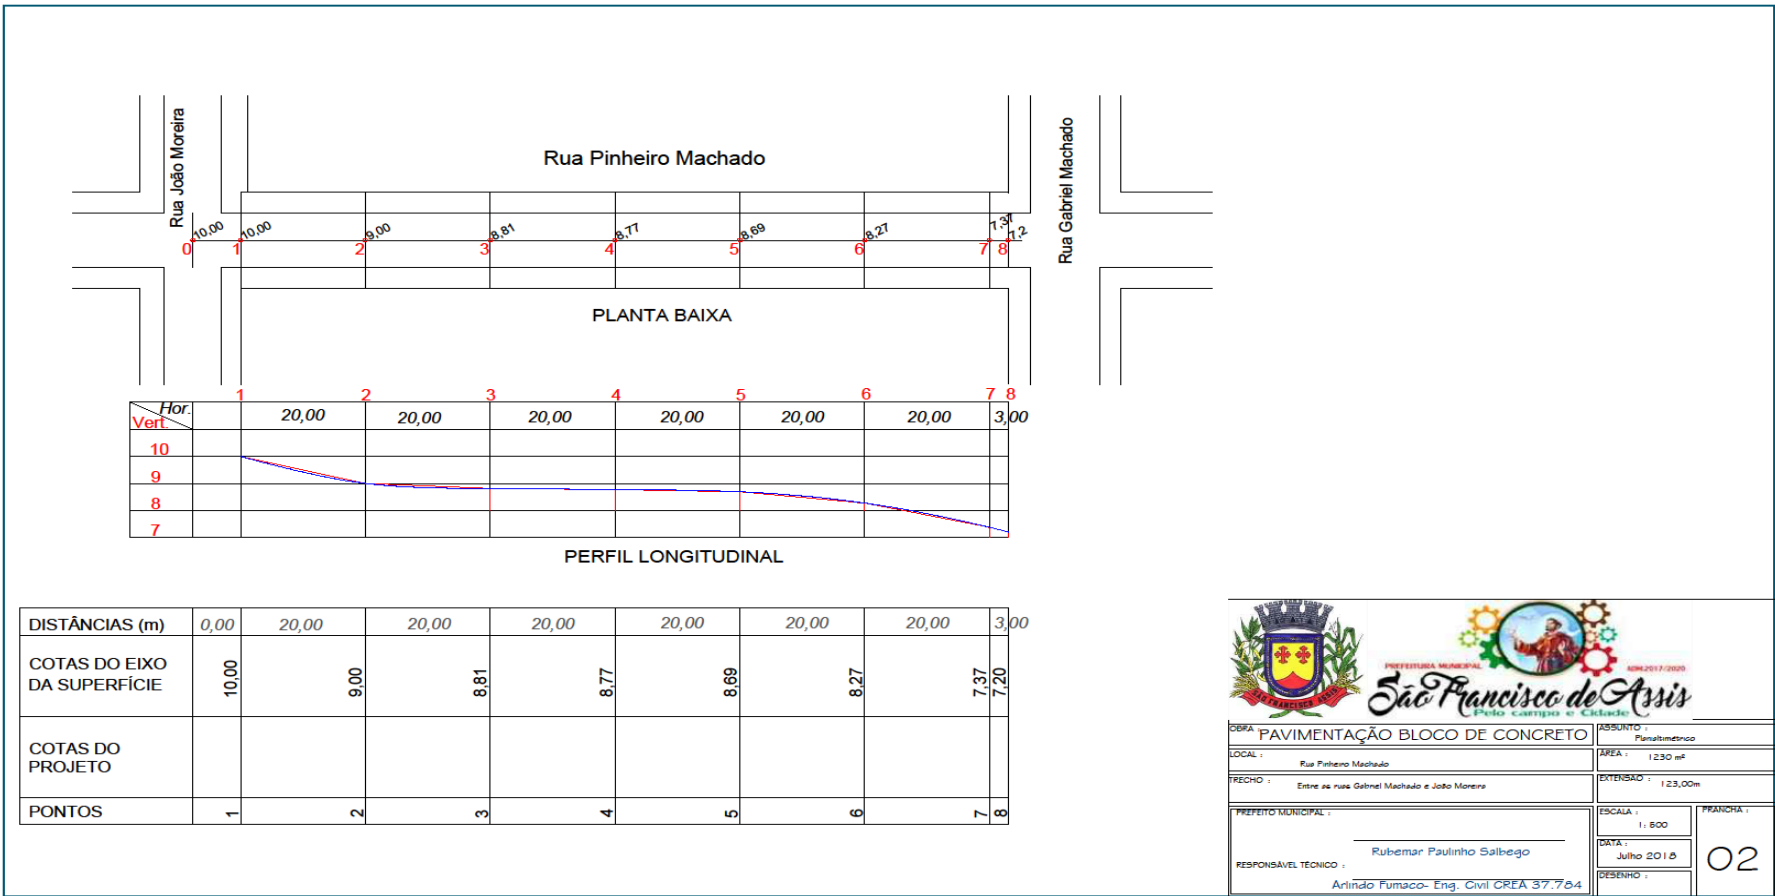 Rua João Moreira
Rua Pinheiro Machado
Rua Gabriel Machado
10,00 10,00 9,00 8,81 8,77 8,69 8,27 7,37 7,2
0 1 2 3 4 5 6 7 8
PLANTA BAIXA
1 2 3 4 5 6 7 8
Hor.
Vert.
20,00 20,00 20,00 20,00 20,00 20,00 3,00
10
9
8
7
PERFIL LONGITUDINAL
DISTÂNCIAS (m) 0,00 20,00 20,00 20,00 20,00 20,00 20,00 3,00
COTAS DO EIXO
DA SUPERFÍCIE
10,00 9,00 8,81 8,77 8,69 8,27 7,37 7,20
COTAS DO
PROJETO
PONTOS 1 2 3 4 5 6 7 8
SÃO FRANCISCO ASSIS
PREFEITURA MUNICIPAL
ADM 2017/2020
São Francisco de Assis
Pelo campo e Cidade
OBRA : PAVIMENTAÇÃO BLOCO DE CONCRETO
ASSUNTO :
Planialtimétrico
LOCAL :
Rua Pinheiro Machado
ÁREA : 1230 m²
TRECHO :
Entre as ruas Gabriel Machado e João Moreira
EXTENSÃO : 123,00m
PREFEITO MUNICIPAL :
Rubemar Paulinho Salbego
RESPONSÁVEL TÉCNICO :
Arlindo Fumaco- Eng. Civil CREA 37.784
ESCALA :
1: 500
DATA :
Julho 2018
DESENHO :
PRANCHA :
02